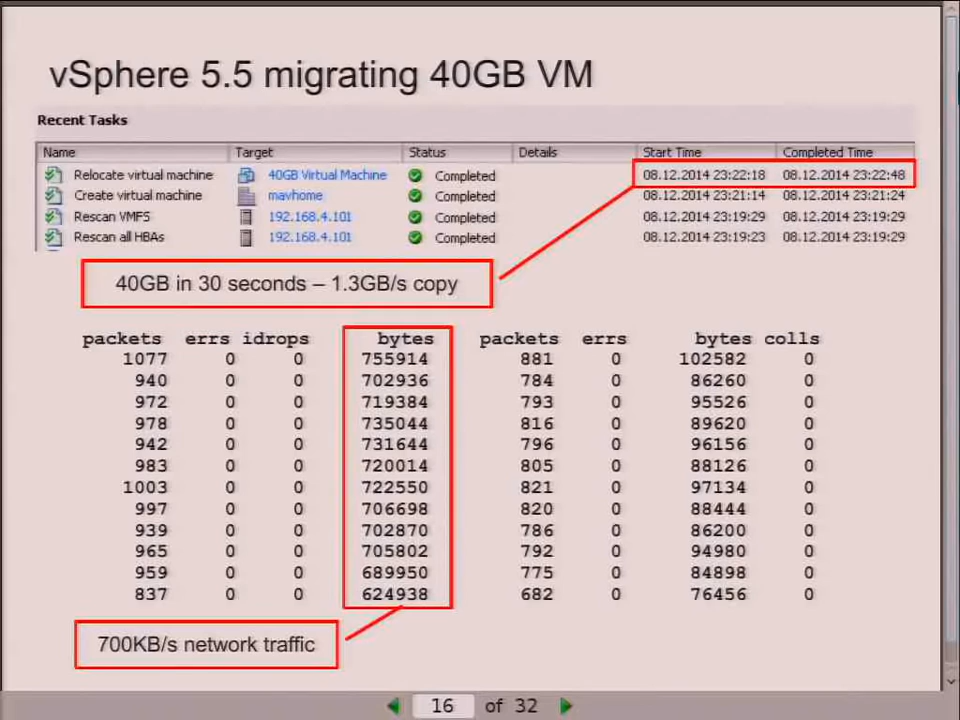 vSphere 5.5 migrating 40GB VM
Recent Tasks
Name Target Status Details Start Time Completed Time
Relocate virtual machine 40GB Virtual Machine Completed 08.12.2014 23:22:18 08.12.2014 23:22:48
Create virtual machine mavhome Completed 08.12.2014 23:21:14 08.12.2014 23:21:24
Rescan VMFS 192.168.4.101 Completed 08.12.2014 23:19:29 08.12.2014 23:19:29
Rescan all HBAs 192.168.4.101 Completed 08.12.2014 23:19:23 08.12.2014 23:19:29
40GB in 30 seconds – 1.3GB/s copy
packets errs idrops bytes packets errs bytes colls
1077 0 0 755914 881 0 102582 0
940 0 0 702936 784 0 86260 0
972 0 0 719384 793 0 95526 0
978 0 0 735044 816 0 89620 0
942 0 0 731644 796 0 96156 0
983 0 0 720014 805 0 88126 0
1003 0 0 722550 821 0 97134 0
997 0 0 706698 820 0 88444 0
939 0 0 702870 786 0 86200 0
965 0 0 705802 792 0 94980 0
959 0 0 689950 775 0 84898 0
837 0 0 624938 682 0 76456 0
700KB/s network traffic
16 of 32